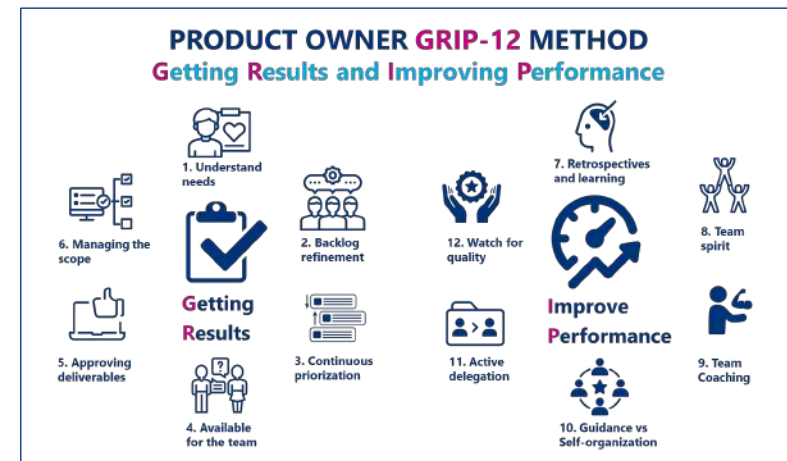 PRODUCT OWNER GRIP-12 METHOD
Getting Results and Improving Performance
1. Understand
needs
2. Backlog
refinement
3. Continuous
priorization
4. Available
for the team
5. Approving
deliverables
6. Managing the
scope
Getting
Results
7. Retrospectives
and learning
8. Team
spirit
9. Team
Coaching
10. Guidance vs
Self-organization
11. Active
delegation
12. Watch for
quality
Improve
Performance
?